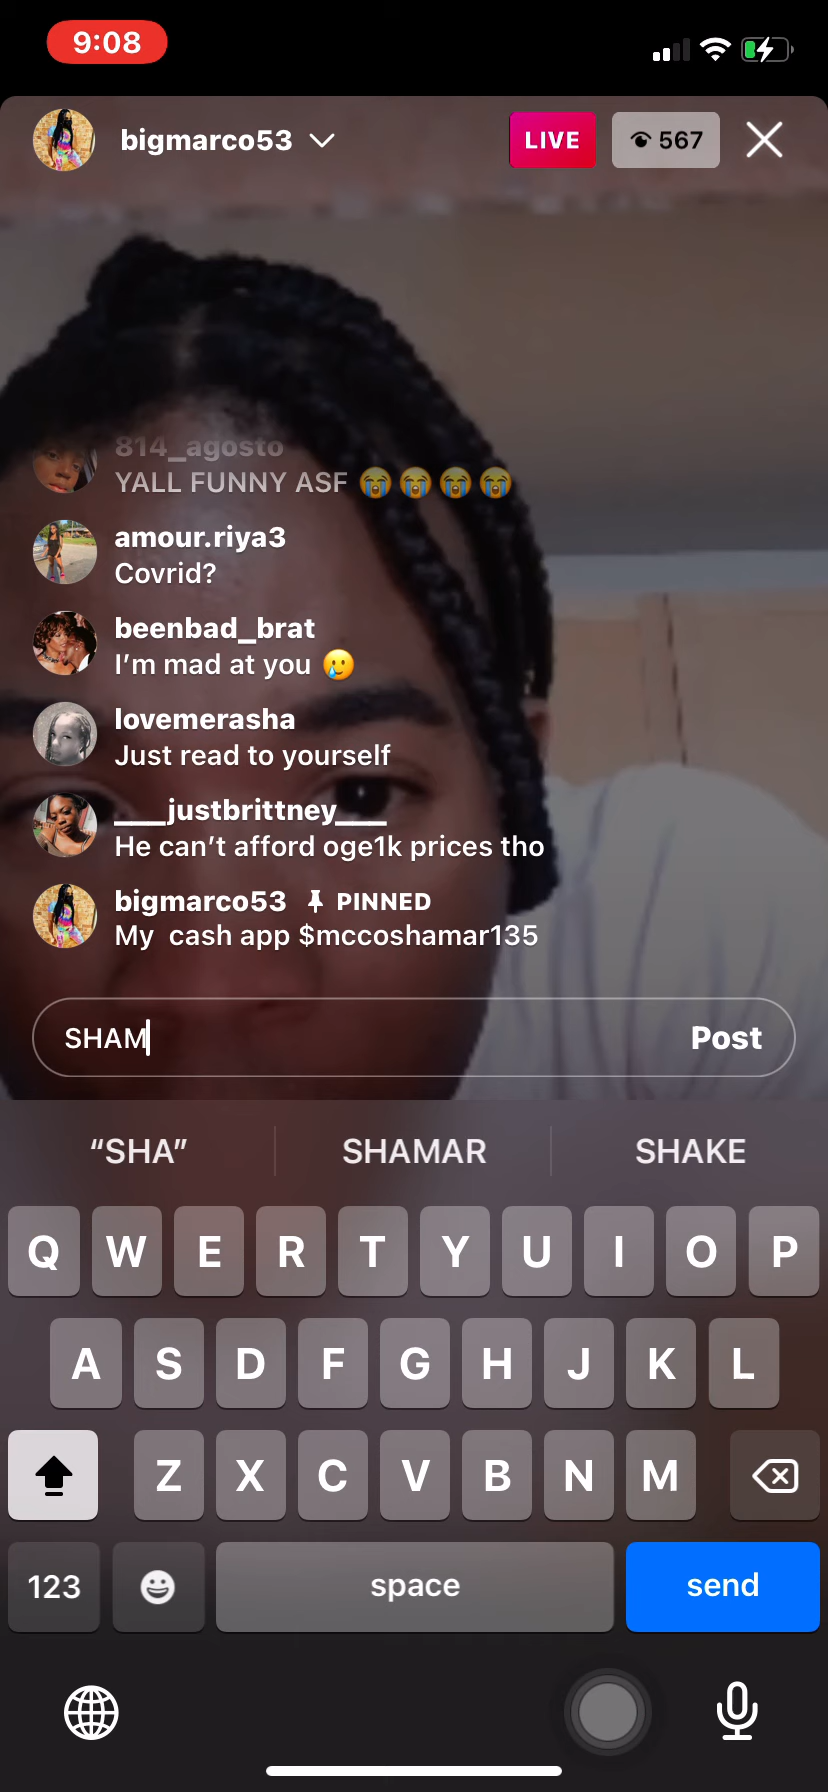 9:08
bigmarco53
LIVE
567
814_agosto
YALL FUNNY ASF 😭😭😭😭
amour.riya3
Covrid?
beenbad_brat
I’m mad at you 🥲
lovemerasha
Just read to yourself
___justbrittney___
He can’t afford oge1k prices tho
bigmarco53 PINNED
My  cash app $mccoshamar135
SHAM
Post
“SHA” SHAMAR SHAKE
Q W E R T Y U I O P
A S D F G H J K L
Z X C V B N M
123 space send